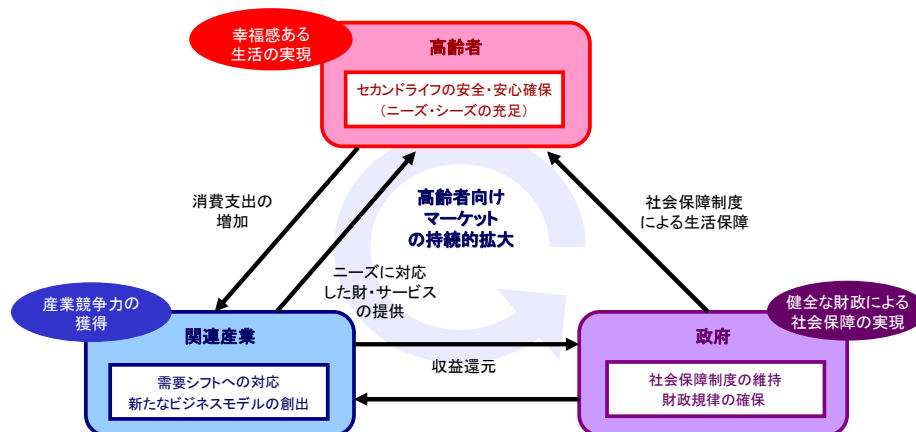 幸福感ある
生活の実現
高齢者
セカンドライフの安全・安心確保
（ニーズ・シーズの充足）
消費支出の
増加
高齢者向け
マーケット
の持続的拡大
社会保障制度
による生活保障
ニーズに対応
した財・サービス
の提供
産業競争力の
獲得
関連産業
需要シフトへの対応
新たなビジネスモデルの創出
収益還元
健全な財政による
社会保障の実現
政府
社会保障制度の維持
財政規律の確保